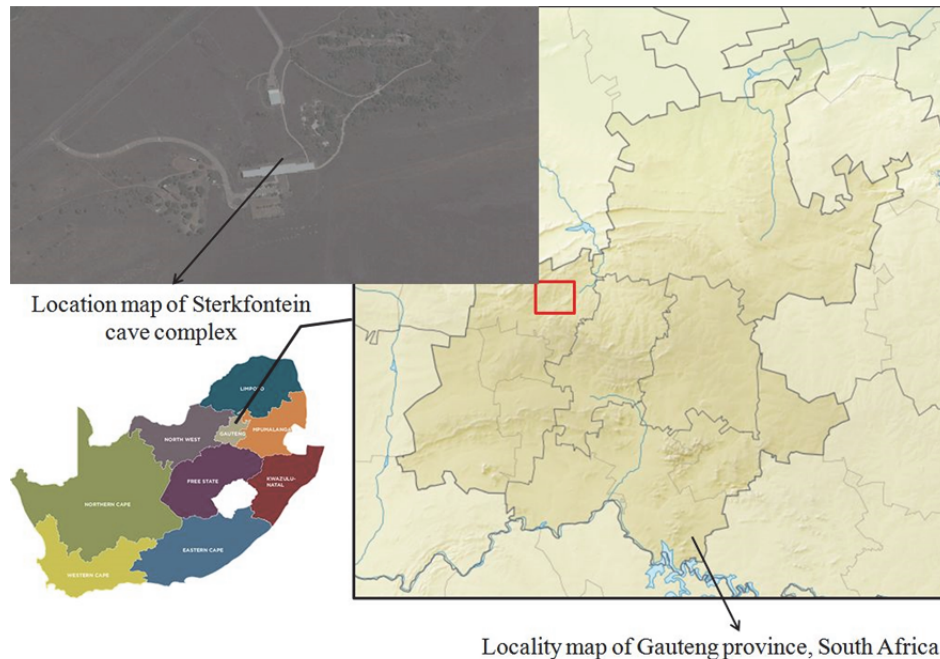 Location map of Sterkfontein
cave complex
LIMPOPO
NORTH WEST
GAUTENG
MPUMALANGA
FREE STATE
KWAZULU-
NATAL
NORTHERN CAPE
EASTERN CAPE
WESTERN CAPE
Locality map of Gauteng province, South Africa